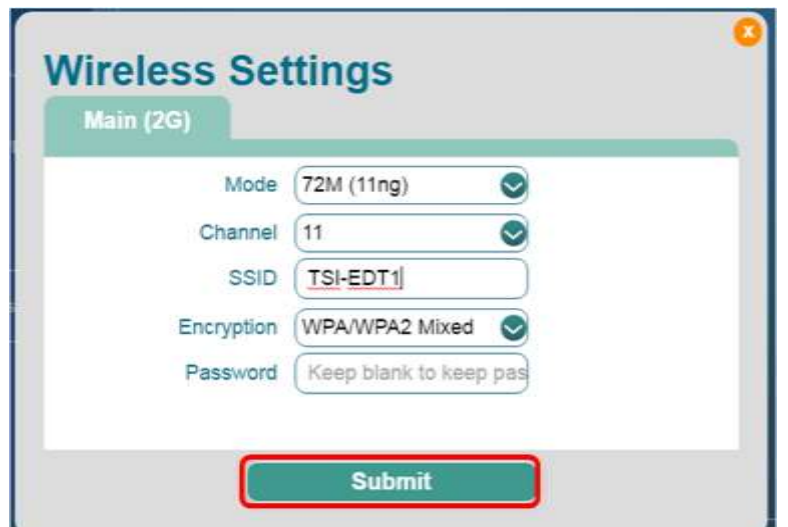 X
Wireless Settings
Main (2G)
Mode 72M (11ng)
Channel 11
SSID TSI-EDT1
Encryption WPA/WPA2 Mixed
Password Keep blank to keep pas
Submit